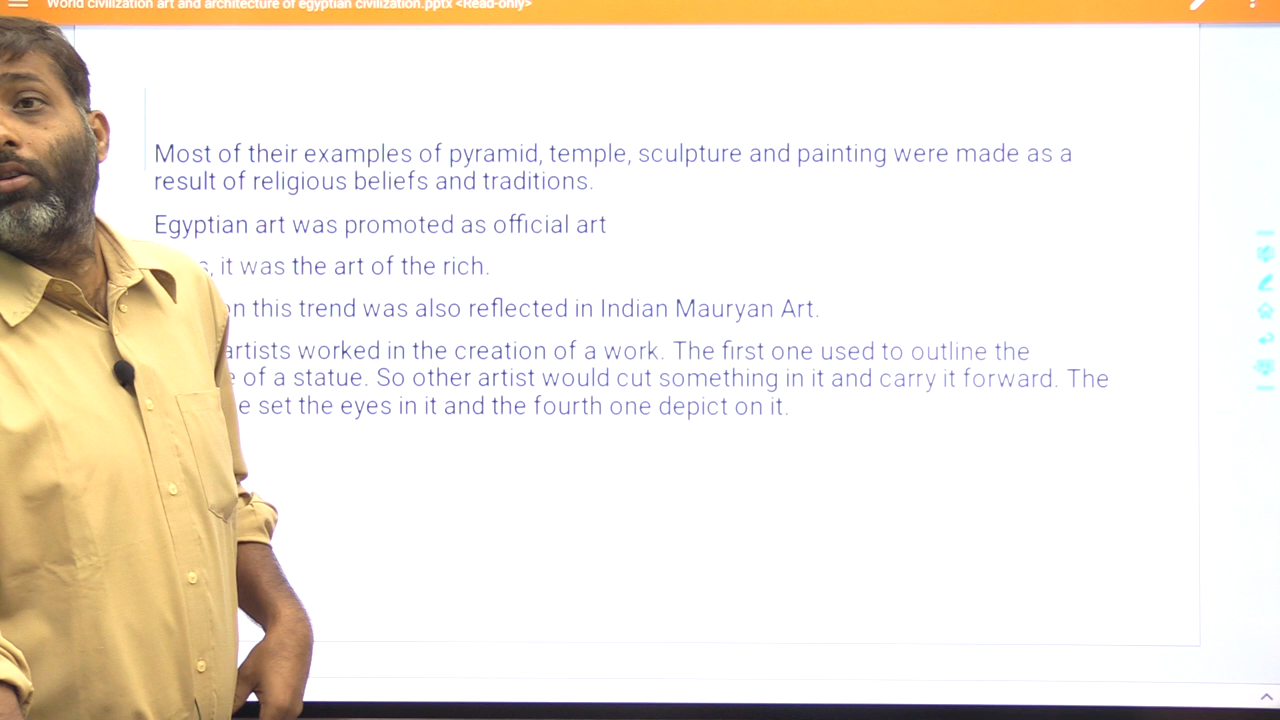 World civilization art and architecture of egyptian civilization.pptx <Read-only>
Most of their examples of pyramid, temple, sculpture and painting were made as a
result of religious beliefs and traditions.
Egyptian art was promoted as official art
it was the art of the rich.
this trend was also reflected in Indian Mauryan Art.
artists worked in the creation of a work. The first one used to outline the
of a statue. So other artist would cut something in it and carry it forward. The
set the eyes in it and the fourth one depict on it.